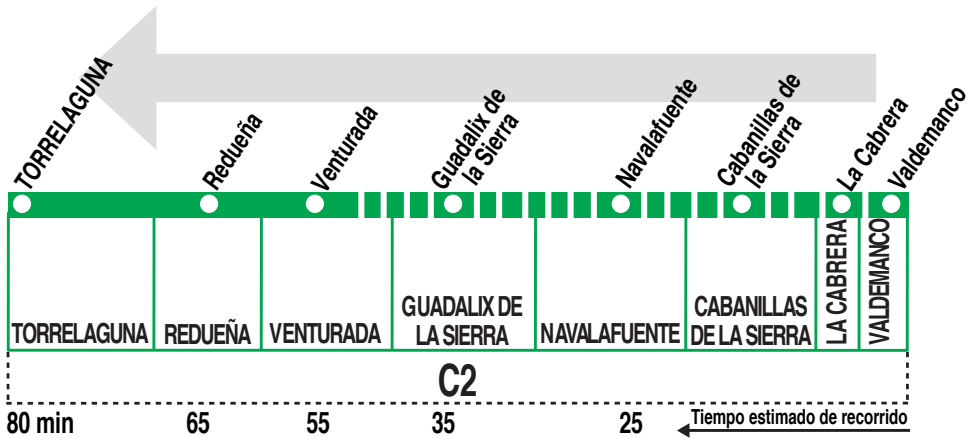 TORRELAGUNA
Redueña
Venturada
Guadalix de
la Sierra
Navalafuente
Cabanillas de
la Sierra
La Cabrera
Valdemanco
TORRELAGUNA
REDUEÑA
VENTURADA
GUADALIX DE
LA SIERRA
NAVALAFUENTE
CABANILLAS
DE LA SIERRA
LA CABRERA
VALDEMANCO
C2
80 min
65
55
35
25
Tiempo estimado de recorrido